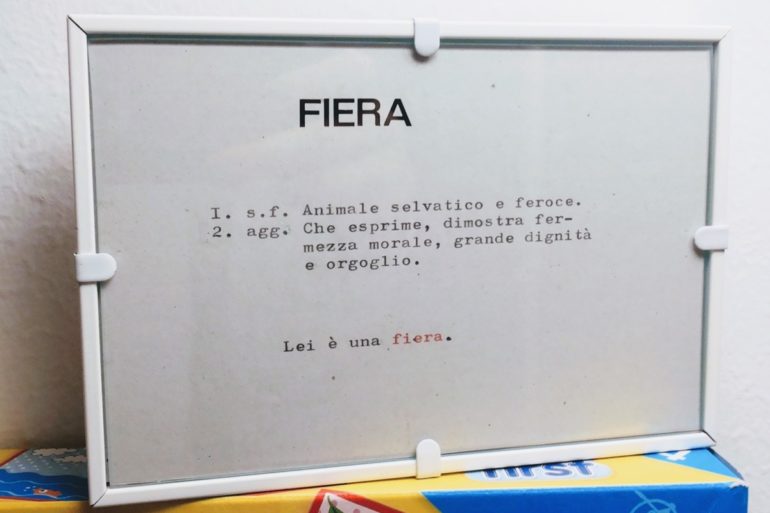 FIERA
I. s.f. Animale selvatico e feroce.
2. agg. Che esprime, dimostra fer-
mezza morale, grande dignità
e orgoglio.
Lei è una fiera.